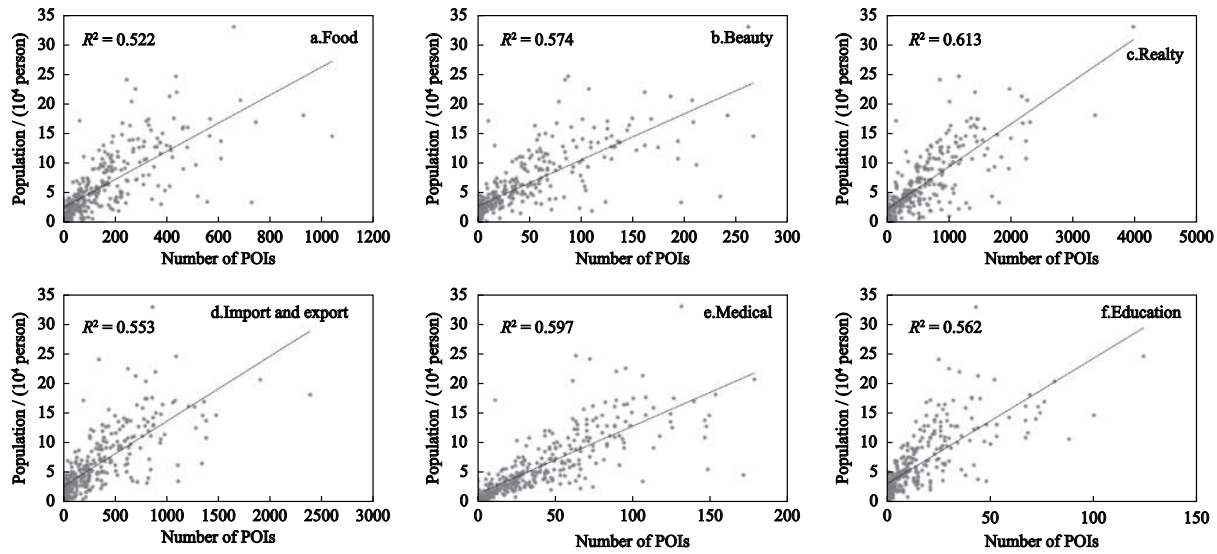 35
30
25
20
15
10
5
0
Population / (10⁴ person)
R² = 0.522
a.Food
0 200 400 600 800 1000 1200
Number of POIs
35
30
25
20
15
10
5
0
Population / (10⁴ person)
R² = 0.574
b.Beauty
0 50 100 150 200 250 300
Number of POIs
35
30
25
20
15
10
5
0
Population / (10⁴ person)
R² = 0.613
c.Realty
0 1000 2000 3000 4000 5000
Number of POIs
35
30
25
20
15
10
5
0
Population / (10⁴ person)
R² = 0.553
d.Import and export
0 500 1000 1500 2000 2500 3000
Number of POIs
35
30
25
20
15
10
5
0
Population / (10⁴ person)
R² = 0.597
e.Medical
0 50 100 150 200
Number of POIs
35
30
25
20
15
10
5
0
Population / (10⁴ person)
R² = 0.562
f.Education
0 50 100 150
Number of POIs